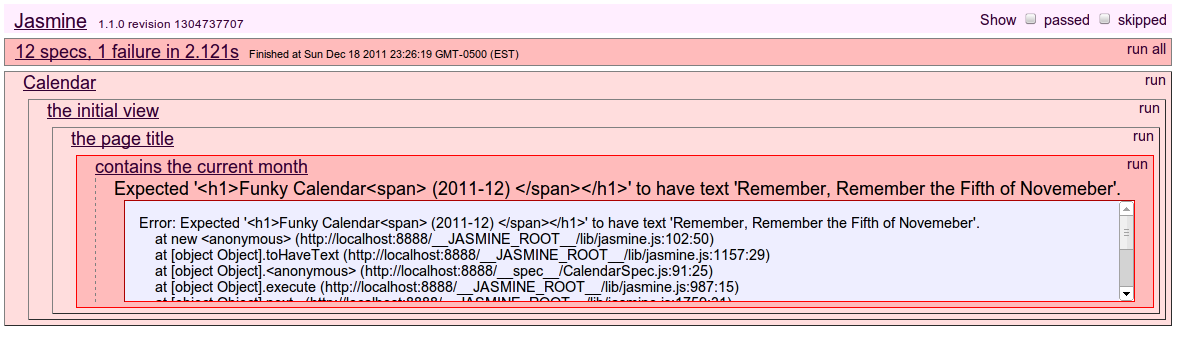 Jasmine 1.1.0 revision 1304737707 Show passed skipped
12 specs, 1 failure in 2.121s Finished at Sun Dec 18 2011 23:26:19 GMT-0500 (EST) run all
Calendar run
the initial view run
the page title run
contains the current month run
Expected '<h1>Funky Calendar<span> (2011-12) </span></h1>' to have text 'Remember, Remember the Fifth of Novemeber'.
Error: Expected '<h1>Funky Calendar<span> (2011-12) </span></h1>' to have text 'Remember, Remember the Fifth of Novemeber'.
at new <anonymous> (http://localhost:8888/__JASMINE_ROOT__/lib/jasmine.js:102:50)
at [object Object].toHaveText (http://localhost:8888/__JASMINE_ROOT__/lib/jasmine.js:1157:29)
at [object Object].<anonymous> (http://localhost:8888/__spec__/CalendarSpec.js:91:25)
at [object Object].execute (http://localhost:8888/__JASMINE_ROOT__/lib/jasmine.js:987:15)